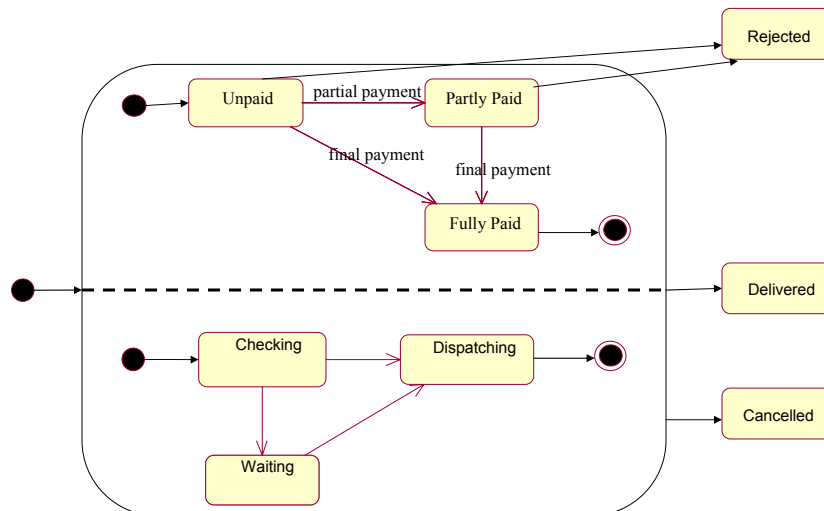 Rejected
Unpaid
partial payment
Partly Paid
final payment
final payment
Fully Paid
Delivered
Checking
Dispatching
Cancelled
Waiting